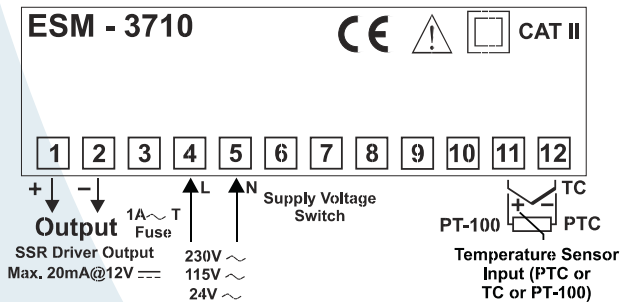 ESM - 3710 CE CAT II
1 2 3 4 5 6 7 8 9 10 11 12
+ − L N TC
Output 1A∼ T Fuse Supply Voltage Switch + − PT-100 PTC
SSR Driver Output
Max. 20mA@12V ⎓
230V ∼
115V ∼
24V ∼
Temperature Sensor
Input (PTC or
TC or PT-100)